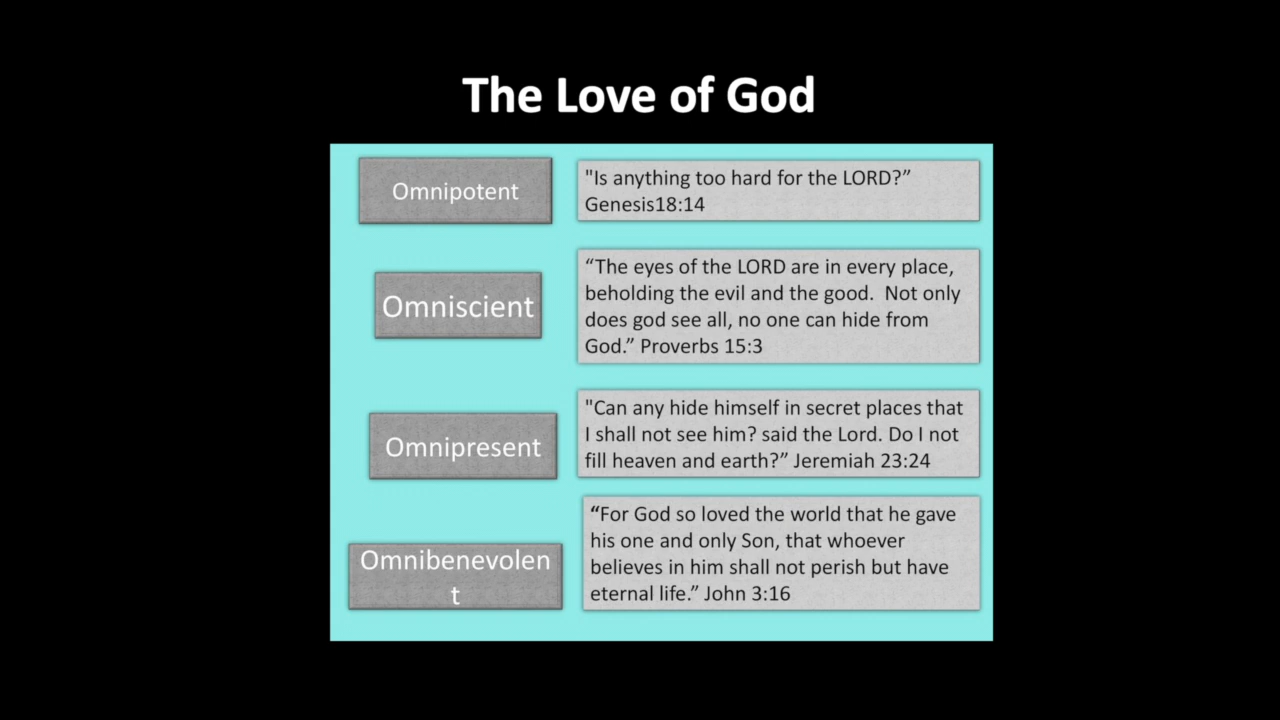 The Love of God
Omnipotent
"Is anything too hard for the LORD?”
Genesis18:14
Omniscient
“The eyes of the LORD are in every place,
beholding the evil and the good.  Not only
does god see all, no one can hide from
God.” Proverbs 15:3
Omnipresent
"Can any hide himself in secret places that
I shall not see him? said the Lord. Do I not
fill heaven and earth?” Jeremiah 23:24
Omnibenevolen
t
“For God so loved the world that he gave
his one and only Son, that whoever
believes in him shall not perish but have
eternal life.” John 3:16